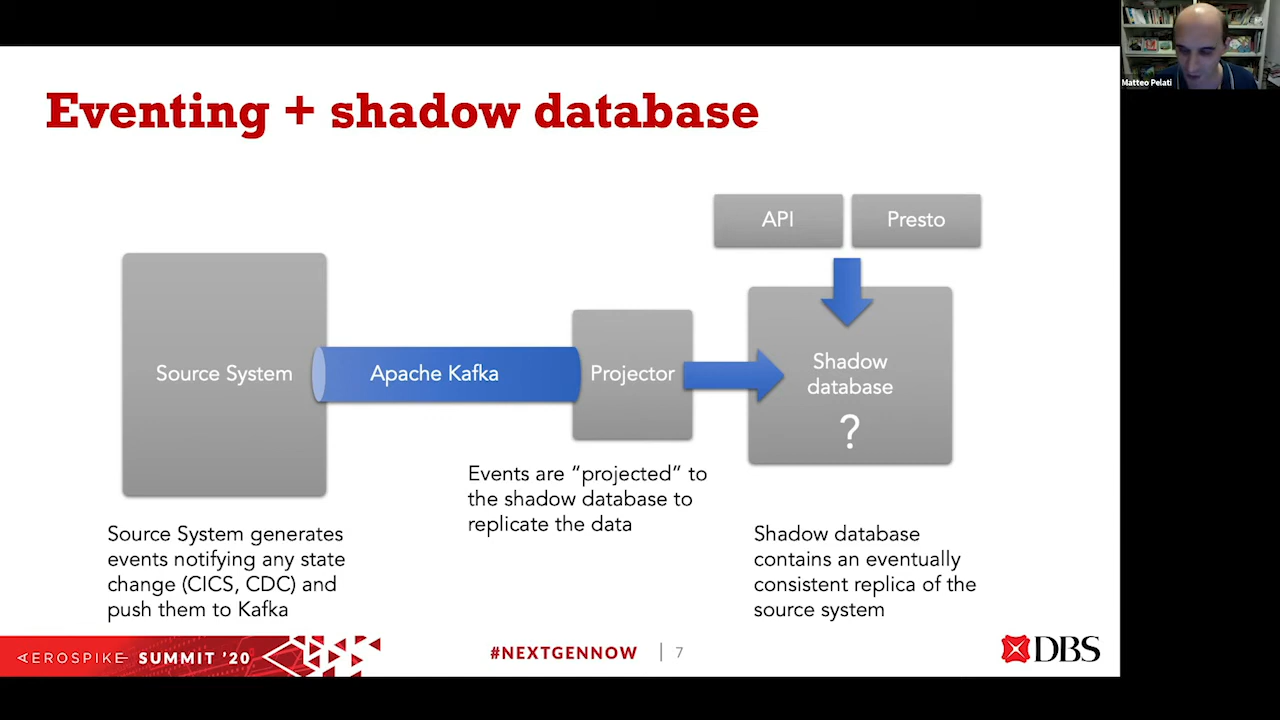 Matteo Pelati
Eventing + shadow database
API
Presto
Source System
Apache Kafka
Projector
Shadow
database
?
Events are “projected” to
the shadow database to
replicate the data
Source System generates
events notifying any state
change (CICS, CDC) and
push them to Kafka
Shadow database
contains an eventually
consistent replica of the
source system
AEROSPIKE SUMMIT '20
#NEXTGENNOW | 7
DBS